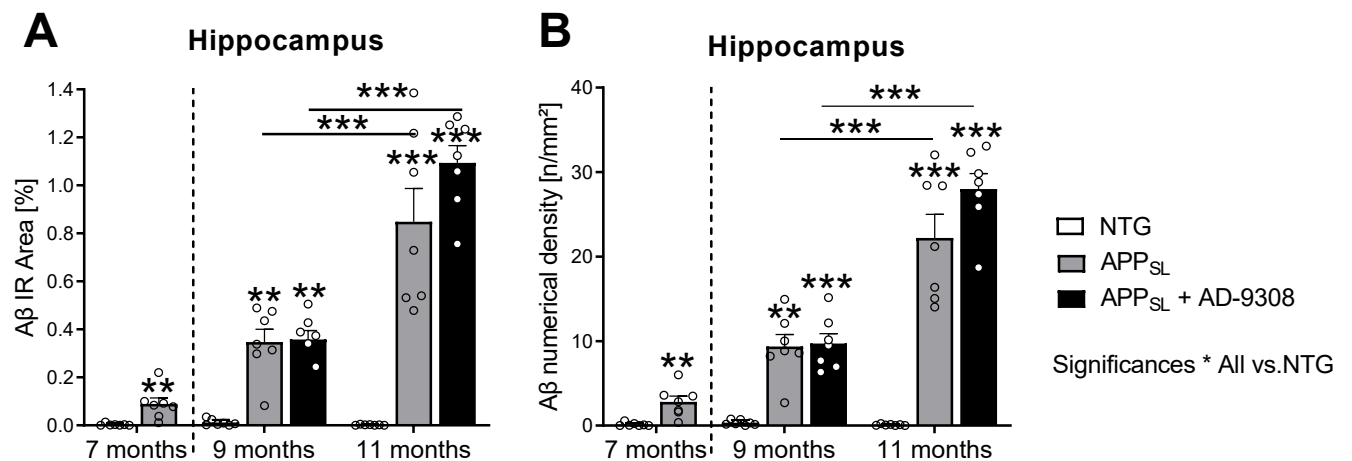 A
Hippocampus
Aβ IR Area [%]
1.4
1.2
1.0
0.8
0.6
0.4
0.2
0.0
**
**
**
***
***
***
***
7 months
9 months
11 months
B
Hippocampus
Aβ numerical density [n/mm²]
40
30
20
10
0
**
**
***
***
***
***
***
7 months
9 months
11 months
NTG
APPSL
APPSL + AD-9308
Significances * All vs.NTG